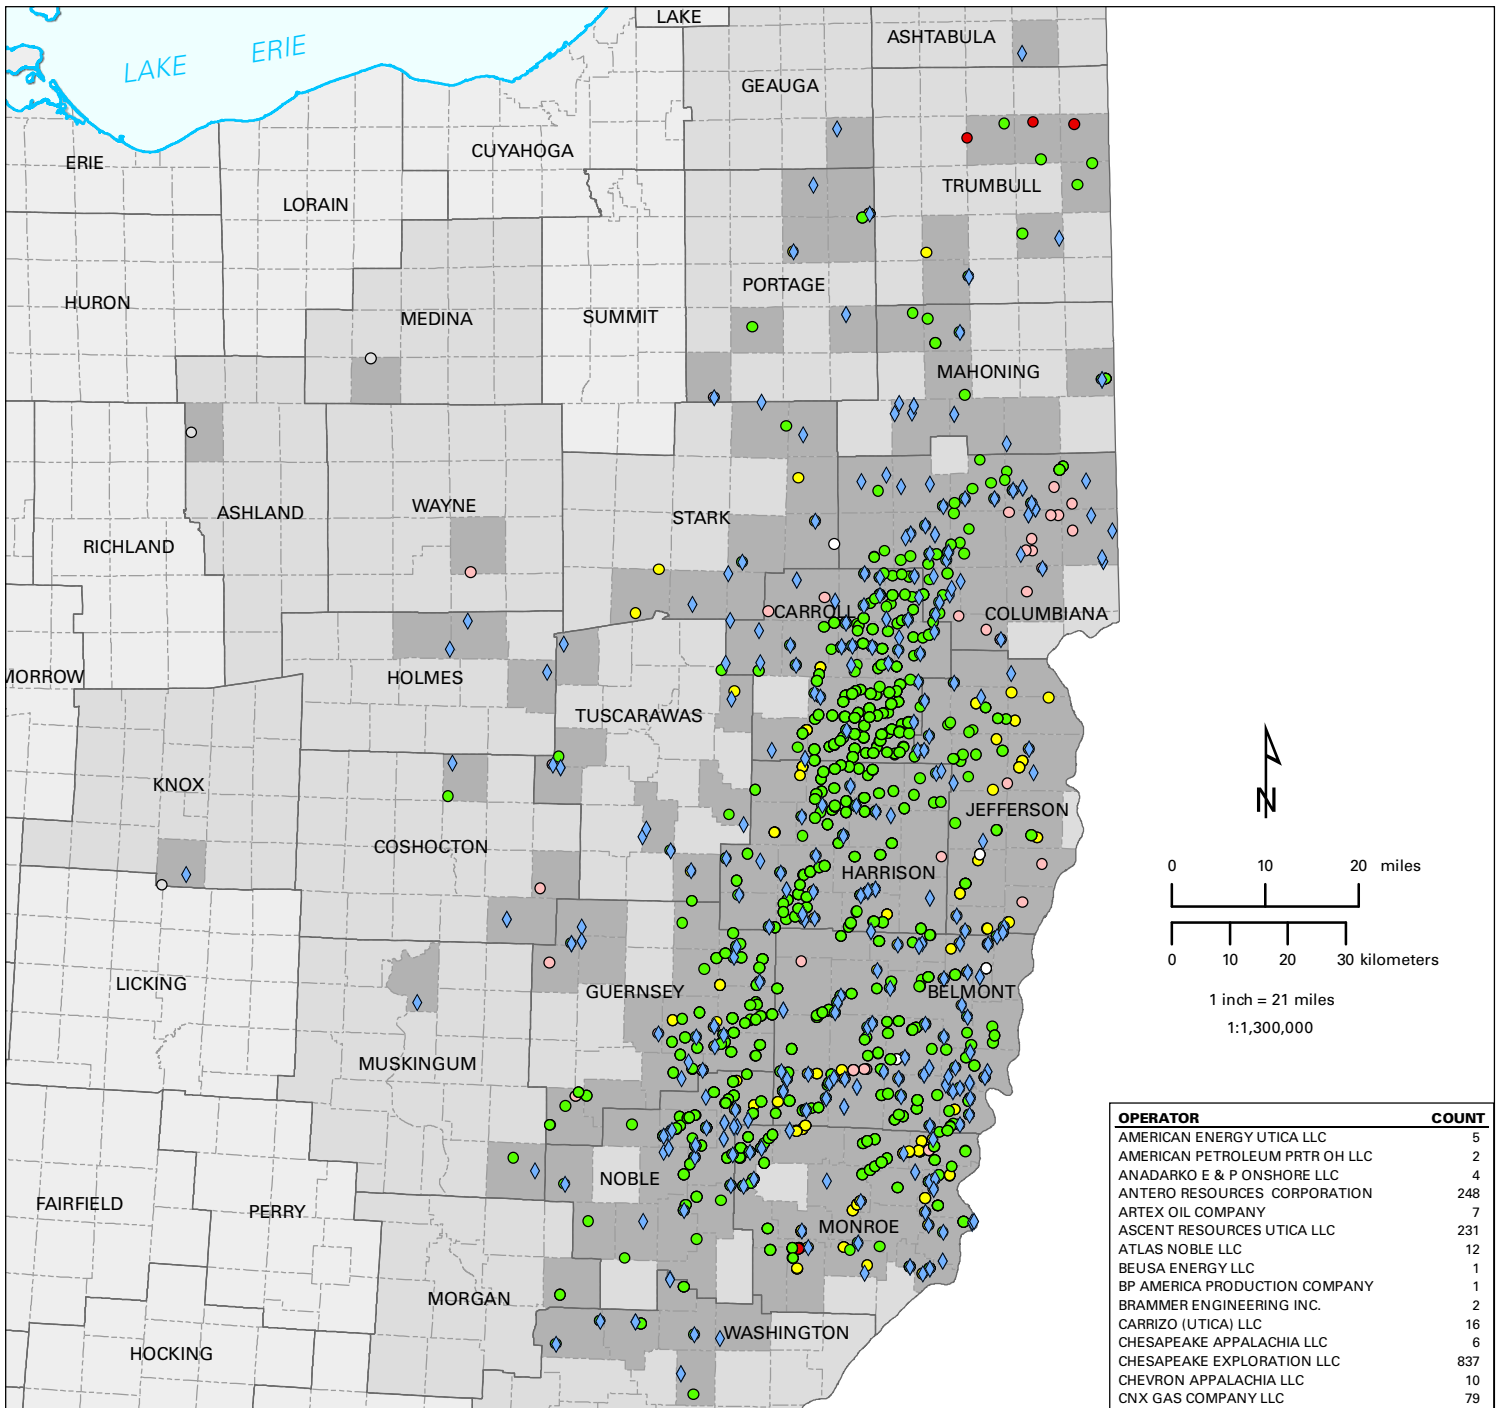 LAKE
ASHTABULA
LAKE ERIE
GEAUGA
CUYAHOGA
ERIE
TRUMBULL
LORAIN
PORTAGE
HURON
MEDINA
SUMMIT
MAHONING
ASHLAND
WAYNE
STARK
RICHLAND
CARROLL
COLUMBIANA
MORROW
HOLMES
TUSCARAWAS
KNOX
JEFFERSON
COSHOCTON
HARRISON
N
0 10 20 miles
0 10 20 30 kilometers
1 inch = 21 miles
1:1,300,000
LICKING
GUERNSEY
BELMONT
MUSKINGUM
NOBLE
FAIRFIELD
PERRY
MONROE
MORGAN
WASHINGTON
HOCKING
OPERATOR COUNT
AMERICAN ENERGY UTICA LLC 5
AMERICAN PETROLEUM PRTR OH LLC 2
ANADARKO E & P ONSHORE LLC 4
ANTERO RESOURCES CORPORATION 248
ARTEX OIL COMPANY 7
ASCENT RESOURCES UTICA LLC 231
ATLAS NOBLE LLC 12
BEUSA ENERGY LLC 1
BP AMERICA PRODUCTION COMPANY 1
BRAMMER ENGINEERING INC. 2
CARRIZO (UTICA) LLC 16
CHESAPEAKE APPALACHIA LLC 6
CHESAPEAKE EXPLORATION LLC 837
CHEVRON APPALACHIA LLC 10
CNX GAS COMPANY LLC 79